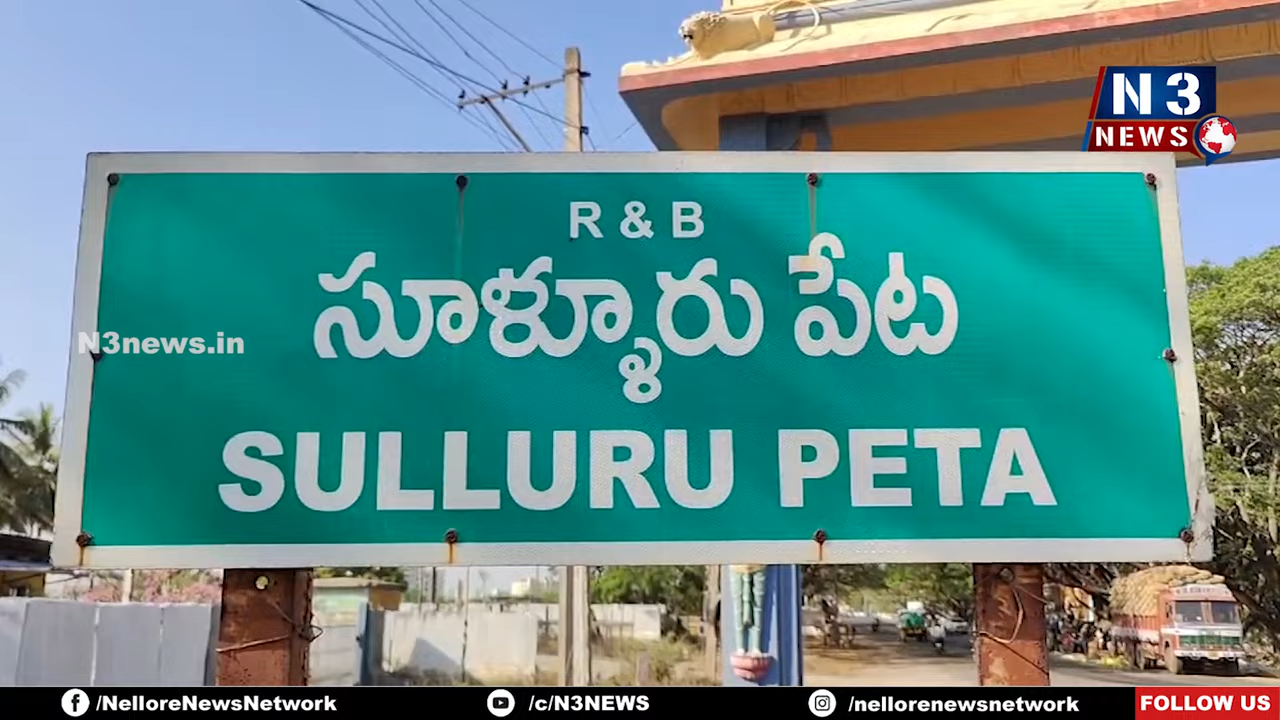 N3
NEWS
R & B
సూళ్ళూరు పేట
N3news.in
SULLURU PETA
/NelloreNewsNetwork
/c/N3NEWS
/nellorenewsnetwork
FOLLOW US